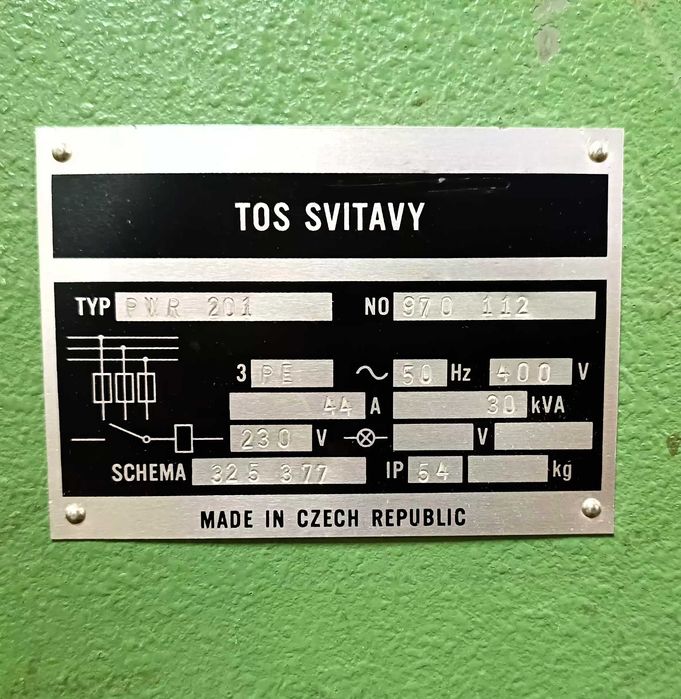 TOS SVITAVY
TYP PWR 201 NO 970 112
3 PE ~ 50 Hz 400 V
44 A 30 kVA
230 V V
SCHEMA 325 377 IP 54 kg
MADE IN CZECH REPUBLIC